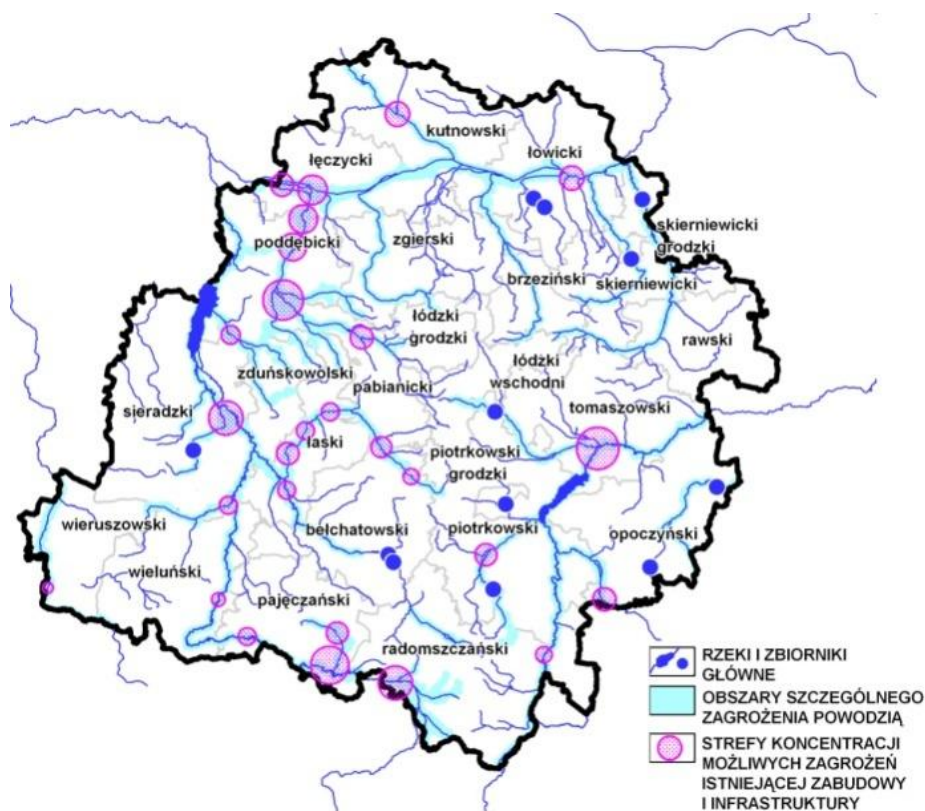 kutnowski
łęczycki
łowicki
skierniewicki
grodzki
poddębicki
zgierski
brzeziński
skierniewicki
łódzki
grodzki
rawski
łódzki
wschodni
zduńskowolski
pabianicki
sieradzki
tomaszowski
łaski
piotrkowski
grodzki
wieruszowski
bełchatowski
piotrkowski
opoczyński
wieluński
pajęczański
radomszczański
RZEKI I ZBIORNIKI
GŁÓWNE
OBSZARY SZCZEGÓLNEGO
ZAGROŻENIA POWODZIĄ
STREFY KONCENTRACJI
MOŻLIWYCH ZAGROŻEŃ
ISTNIEJĄCEJ ZABUDOWY
I INFRASTRUKTURY